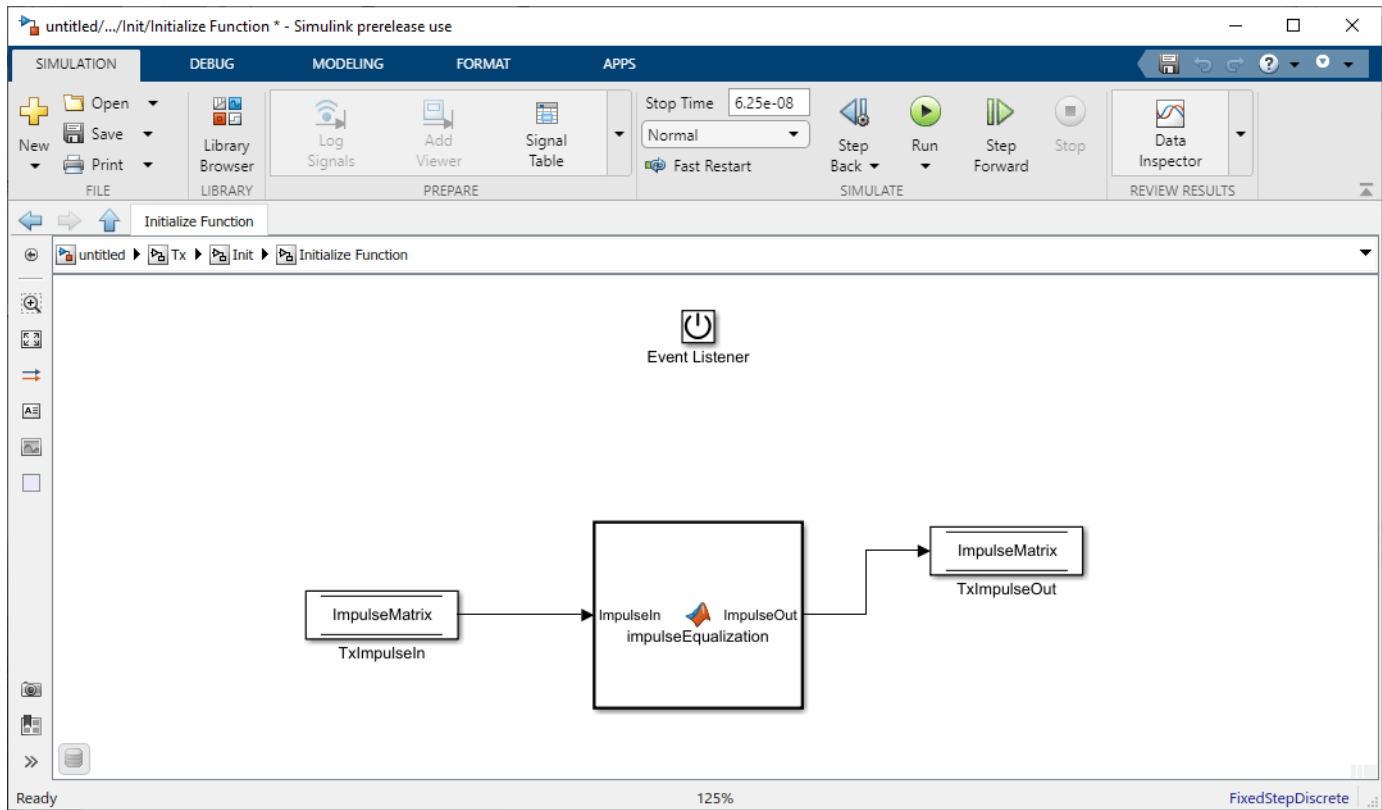 untitled/.../Init/Initialize Function * - Simulink prerelease use
SIMULATION DEBUG MODELING FORMAT APPS
New
Open
Save
Print
FILE
Library
Browser
LIBRARY
Log
Signals
Add
Viewer
Signal
Table
PREPARE
Stop Time 6.25e-08
Normal
Fast Restart
Step
Back
Run
Step
Forward
Stop
SIMULATE
Data
Inspector
REVIEW RESULTS
Initialize Function
untitled Tx Init Initialize Function
Event Listener
ImpulseMatrix
TxImpulseIn
ImpulseIn ImpulseOut
impulseEqualization
ImpulseMatrix
TxImpulseOut
Ready 125% FixedStepDiscrete